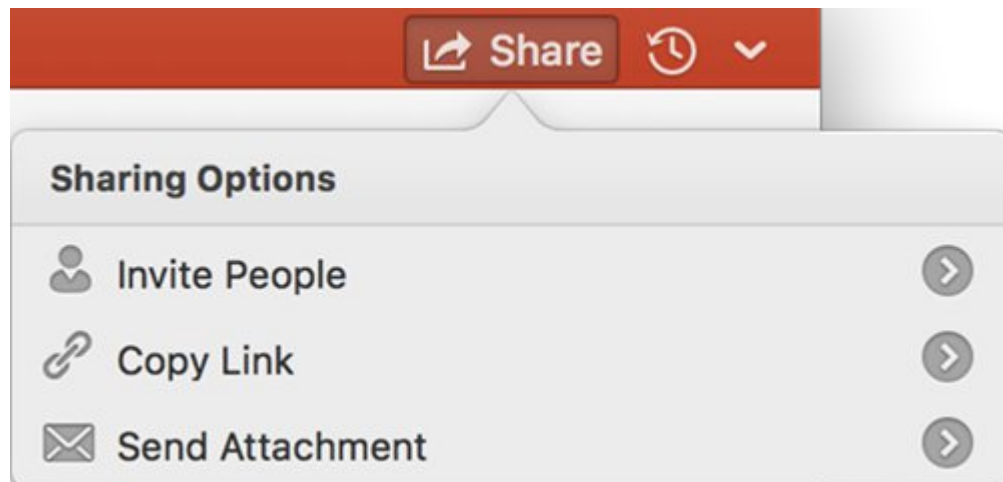 Share
Sharing Options
Invite People
Copy Link
Send Attachment